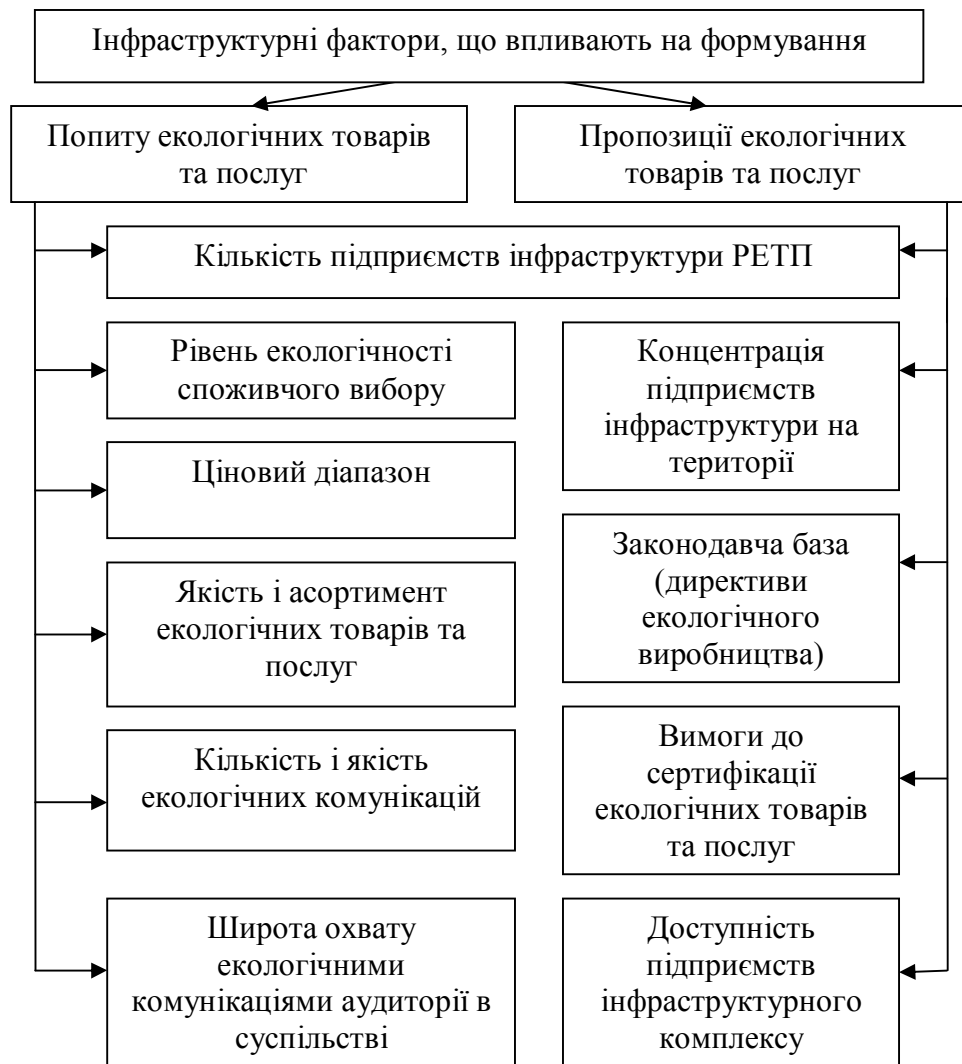 Інфраструктурні фактори, що впливають на формування
Попиту екологічних товарів
та послуг
Пропозиції екологічних
товарів та послуг
Кількість підприємств інфраструктури РЕТП
Рівень екологічності
споживчого вибору
Ціновий діапазон
Якість і асортимент
екологічних товарів та
послуг
Кількість і якість
екологічних комунікацій
Широта охвату
екологічними
комунікаціями аудиторії в
суспільстві
Концентрація
підприємств
інфраструктури на
території
Законодавча база
(директиви
екологічного
виробництва)
Вимоги до
сертифікації
екологічних товарів
та послуг
Доступність
підприємств
інфраструктурного
комплексу